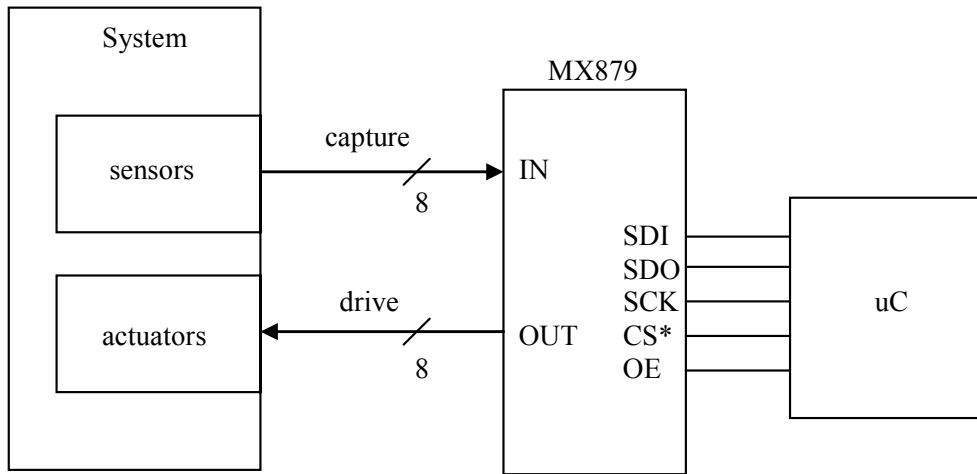 System
MX879
sensors
capture
8
IN
SDI
SDO
SCK
CS*
OE
uC
actuators
drive
8
OUT